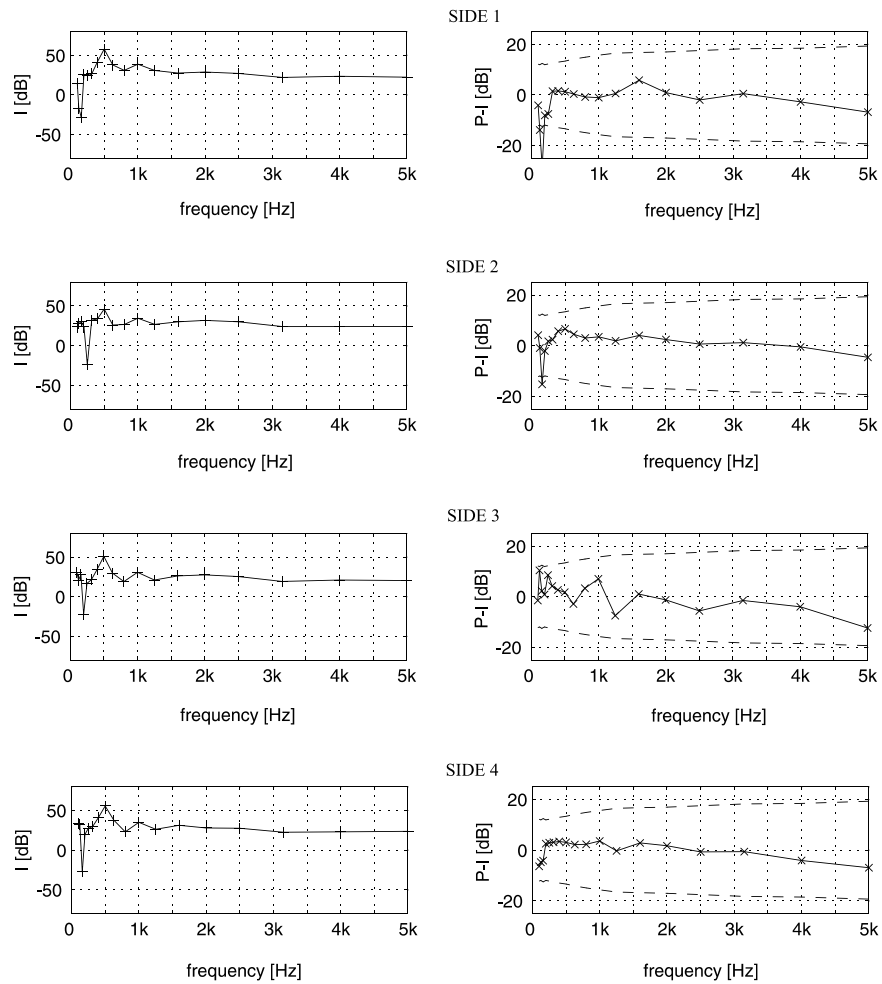 SIDE 1
50
0
-50
I [dB]
0 1k 2k 3k 4k 5k
frequency [Hz]
20
0
-20
P-I [dB]
0 1k 2k 3k 4k 5k
frequency [Hz]
SIDE 2
50
0
-50
I [dB]
0 1k 2k 3k 4k 5k
frequency [Hz]
20
0
-20
P-I [dB]
0 1k 2k 3k 4k 5k
frequency [Hz]
SIDE 3
50
0
-50
I [dB]
0 1k 2k 3k 4k 5k
frequency [Hz]
20
0
-20
P-I [dB]
0 1k 2k 3k 4k 5k
frequency [Hz]
SIDE 4
50
0
-50
I [dB]
0 1k 2k 3k 4k 5k
frequency [Hz]
20
0
-20
P-I [dB]
0 1k 2k 3k 4k 5k
frequency [Hz]